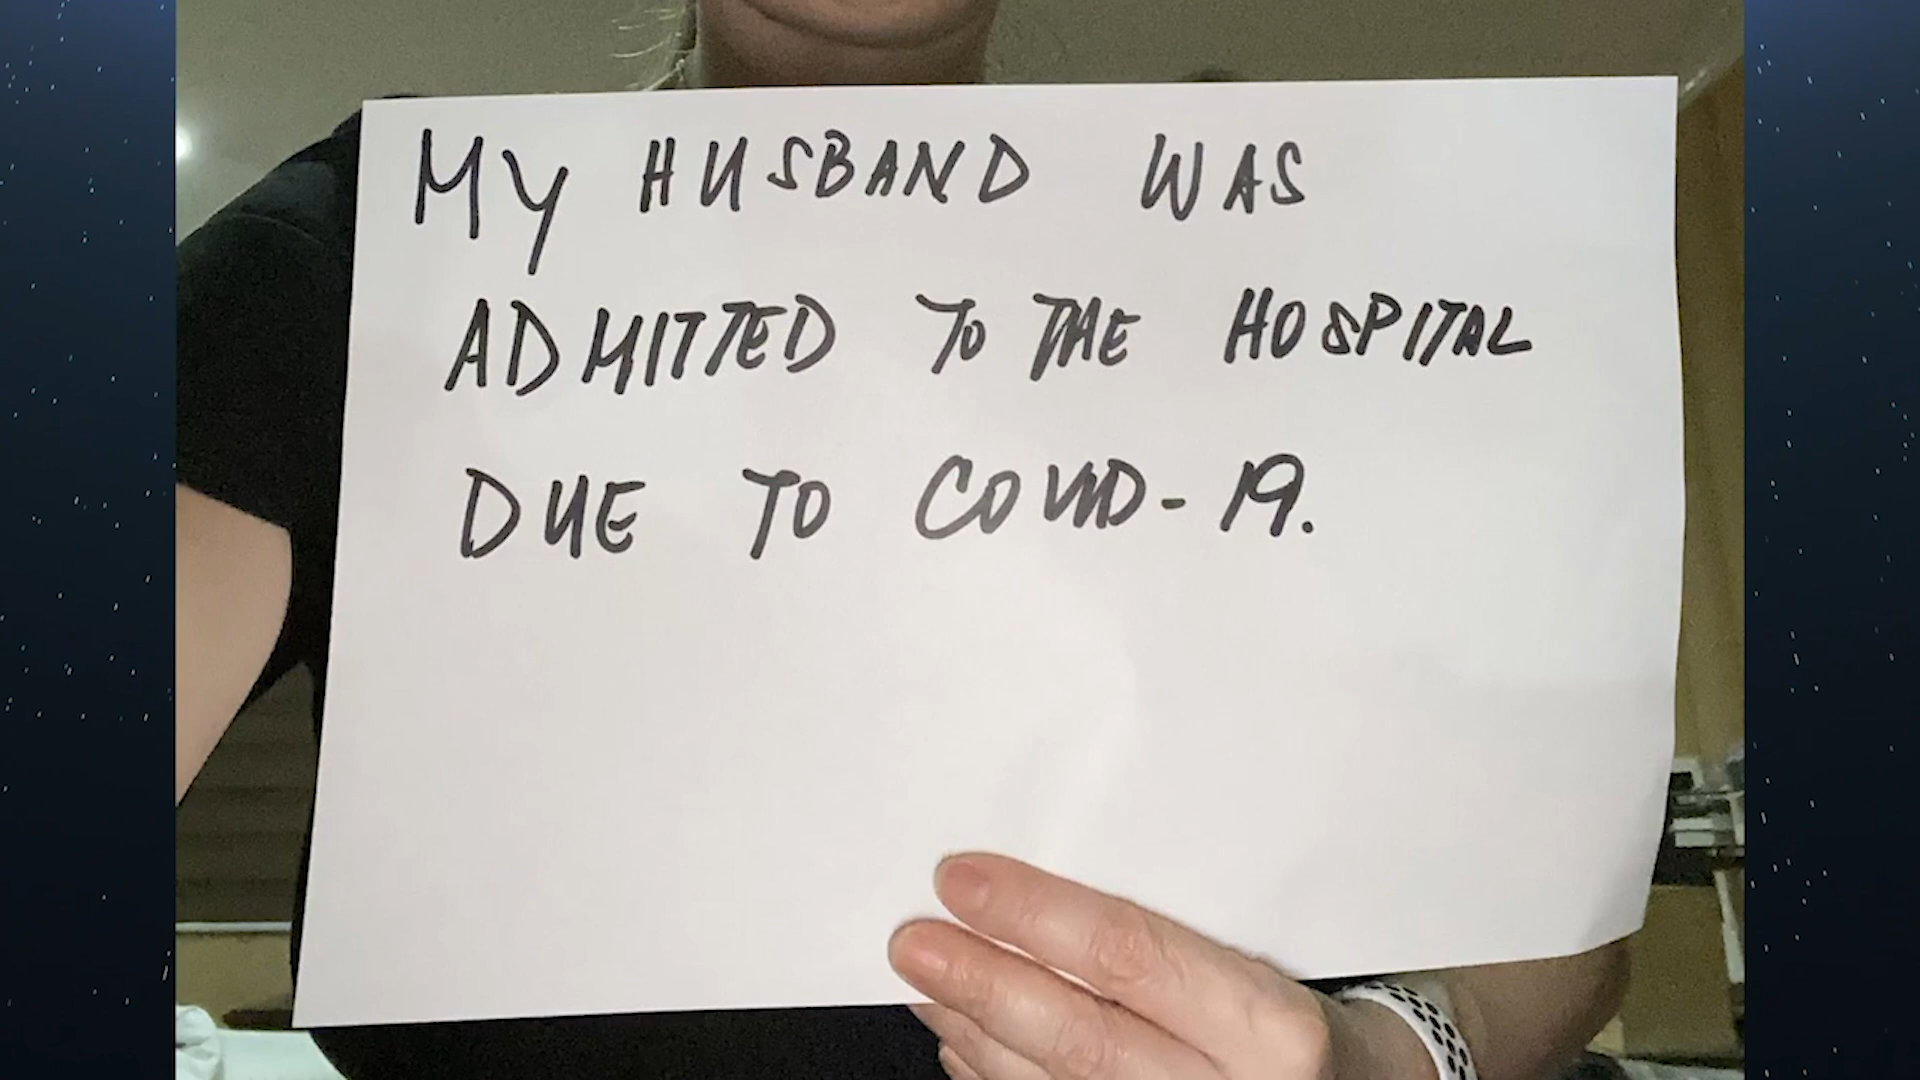 MY HUSBAND WAS
ADMITTED TO THE HOSPITAL
DUE TO COVID-19.